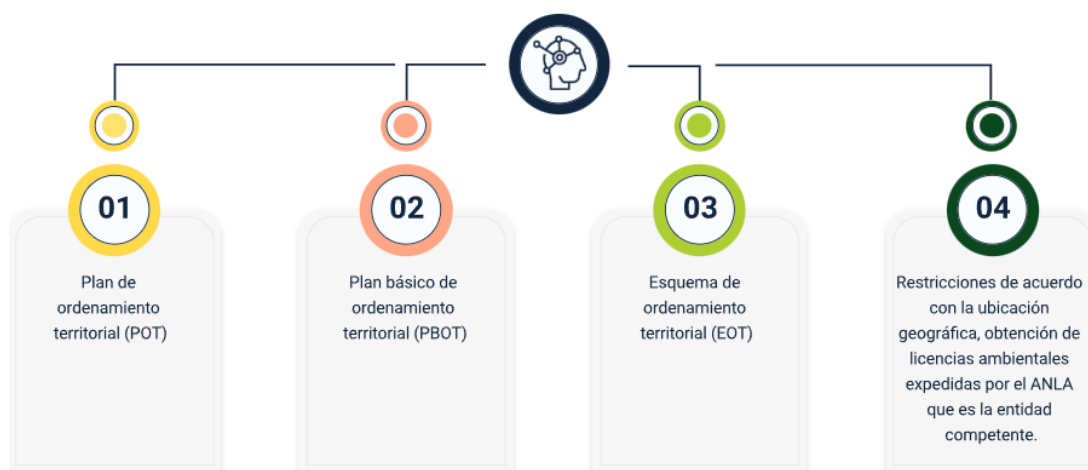 01
Plan de
ordenamiento
territorial (POT)
02
Plan básico de
ordenamiento
territorial (PBOT)
03
Esquema de
ordenamiento
territorial (EOT)
04
Restricciones de acuerdo
con la ubicación
geográfica, obtención de
licencias ambientales
expedidas por el ANLA
que es la entidad
competente.